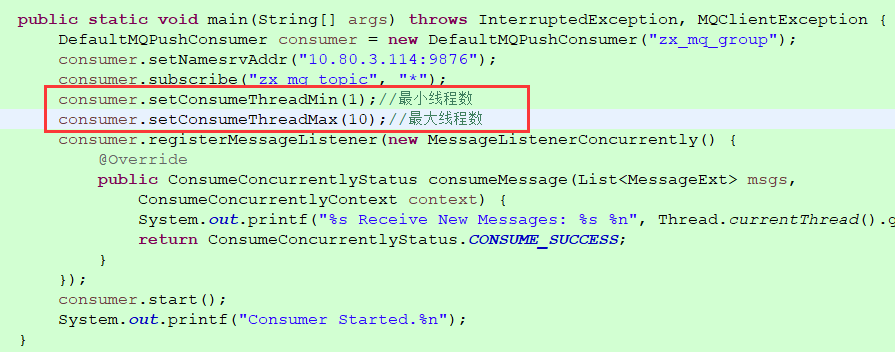 public static void main(String[] args) throws InterruptedException, MQClientException {
DefaultMQPushConsumer consumer = new DefaultMQPushConsumer("zx_mq_group");
consumer.setNamesrvAddr("10.80.3.114:9876");
consumer.subscribe("zx_mq_topic", "*");
consumer.setConsumeThreadMin(1);//最小线程数
consumer.setConsumeThreadMax(10);//最大线程数
consumer.registerMessageListener(new MessageListenerConcurrently() {
@Override
public ConsumeConcurrentlyStatus consumeMessage(List<MessageExt> msgs,
ConsumeConcurrentlyContext context) {
System.out.printf("%s Receive New Messages: %s %n", Thread.currentThread().g
return ConsumeConcurrentlyStatus.CONSUME_SUCCESS;
}
});
consumer.start();
System.out.printf("Consumer Started.%n");
}